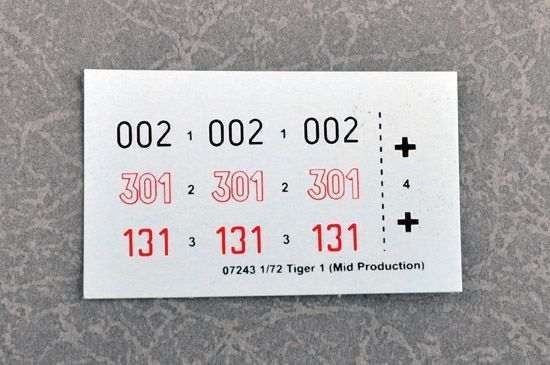 002 1 002 1 002
301 2 301 2 301
4
131 3 131 3 131
07243 1/72 Tiger 1 (Mid Production)